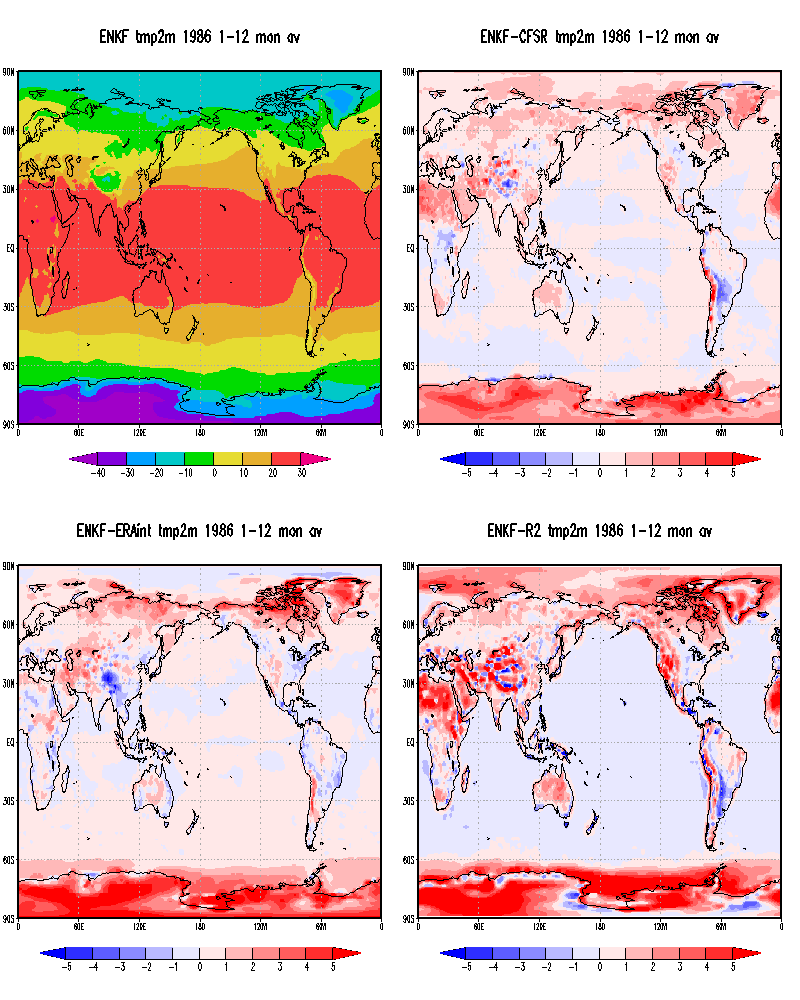 ENKF tmp2m 1986 1-12 mon av
90N
60N
30N
EQ
30S
60S
90S
0 60E 120E 180 120W 60W 0
-40 -30 -20 -10 0 10 20 30
ENKF-CFSR tmp2m 1986 1-12 mon av
90N
60N
30N
EQ
30S
60S
90S
0 60E 120E 180 120W 60W 0
-5 -4 -3 -2 -1 0 1 2 3 4 5
ENKF-ERAint tmp2m 1986 1-12 mon av
90N
60N
30N
EQ
30S
60S
90S
0 60E 120E 180 120W 60W 0
-5 -4 -3 -2 -1 0 1 2 3 4 5
ENKF-R2 tmp2m 1986 1-12 mon av
90N
60N
30N
EQ
30S
60S
90S
0 60E 120E 180 120W 60W 0
-5 -4 -3 -2 -1 0 1 2 3 4 5